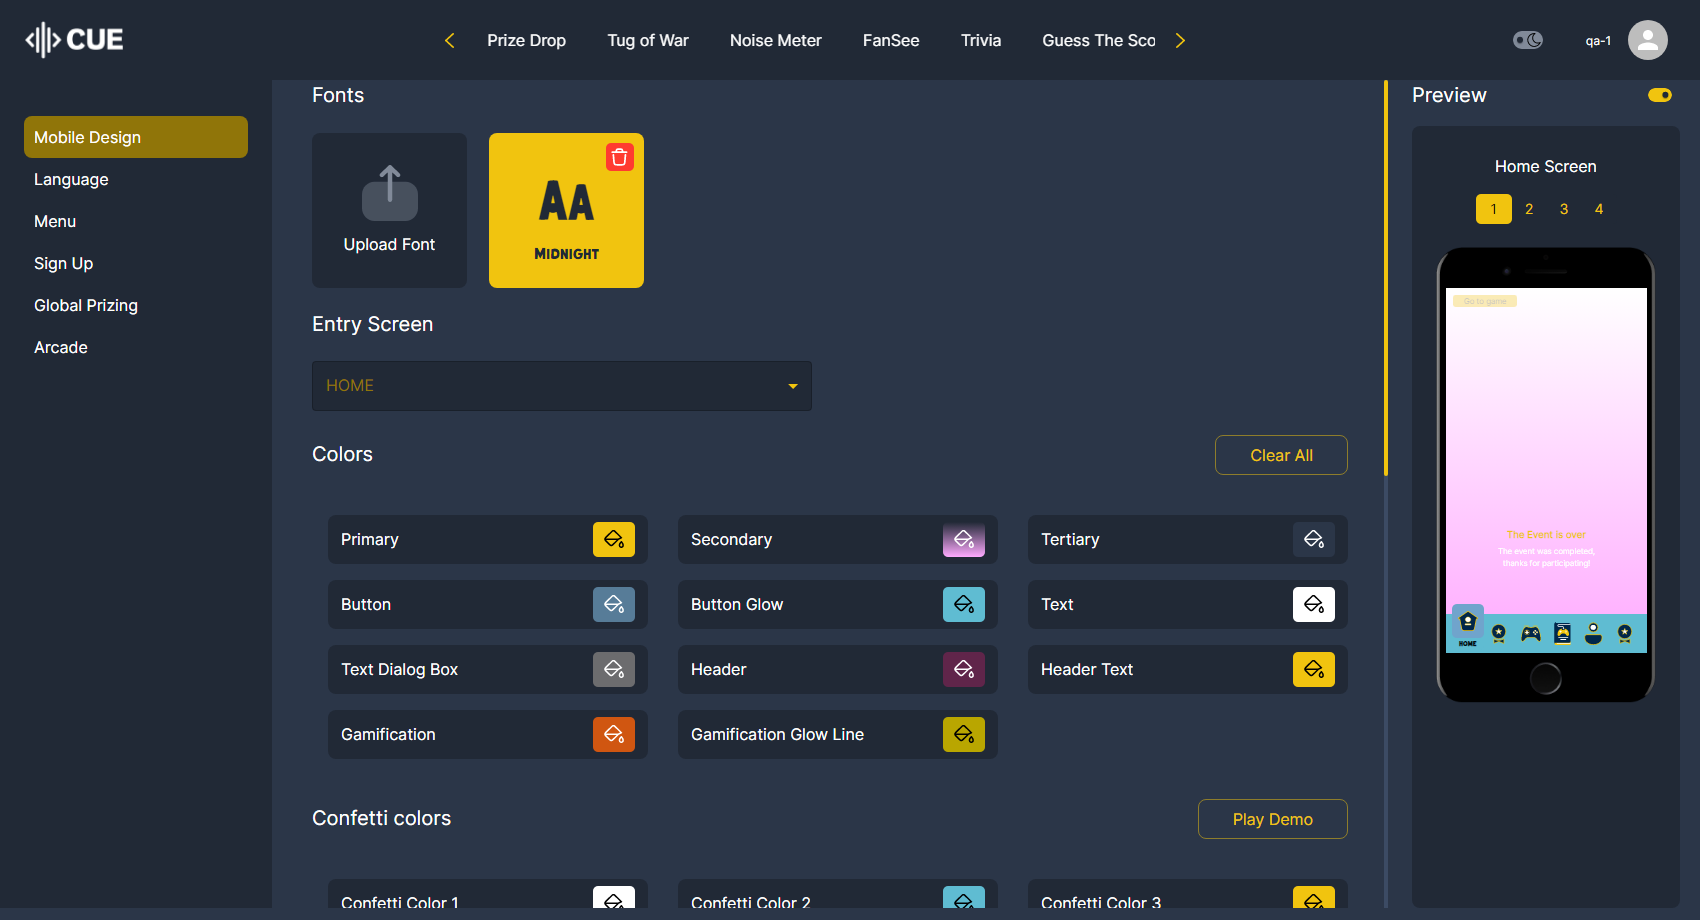 CUE
Prize Drop
Tug of War
Noise Meter
FanSee
Trivia
Guess The Sco
qa-1
Mobile Design
Language
Menu
Sign Up
Global Prizing
Arcade
Fonts
Upload Font
AA
MIDNIGHT
Entry Screen
HOME
Colors
Clear All
Primary
Secondary
Tertiary
Button
Button Glow
Text
Text Dialog Box
Header
Header Text
Gamification
Gamification Glow Line
Confetti colors
Play Demo
Confetti Color 1
Confetti Color 2
Confetti Color 3
Preview
Home Screen
1 2 3 4
Go to game
The Event is over
The event was completed,
thanks for participating!
HOME